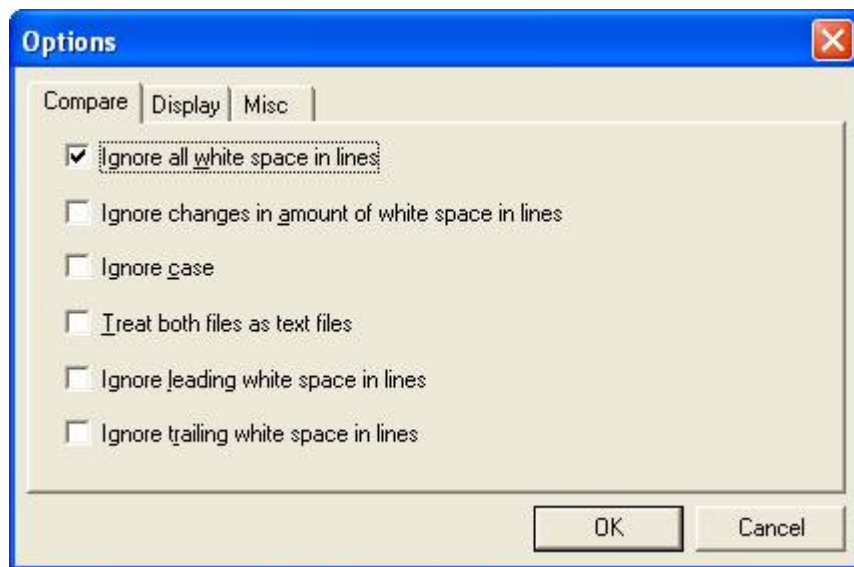 Options
Compare Display Misc
Ignore all white space in lines
Ignore changes in amount of white space in lines
Ignore case
Treat both files as text files
Ignore leading white space in lines
Ignore trailing white space in lines
OK Cancel